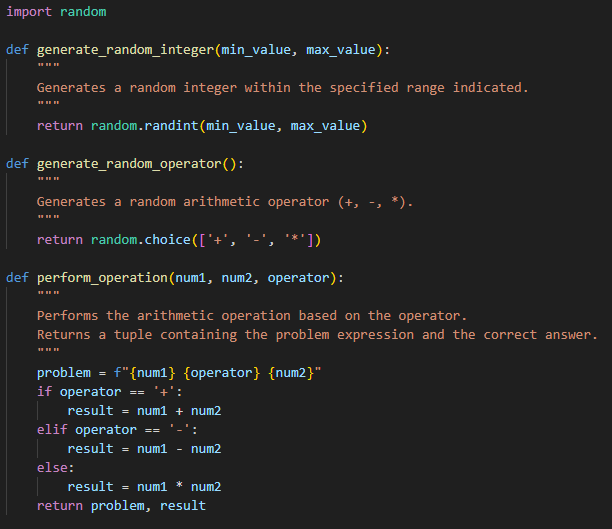 import random
def generate_random_integer(min_value, max_value):
    """
    Generates a random integer within the specified range indicated.
    """
    return random.randint(min_value, max_value)
def generate_random_operator():
    """
    Generates a random arithmetic operator (+, -, *).
    """
    return random.choice(['+', '-', '*'])
def perform_operation(num1, num2, operator):
    """
    Performs the arithmetic operation based on the operator.
    Returns a tuple containing the problem expression and the correct answer.
    """
    problem = f"{num1} {operator} {num2}"
    if operator == '+':
        result = num1 + num2
    elif operator == '-':
        result = num1 - num2
    else:
        result = num1 * num2
    return problem, result